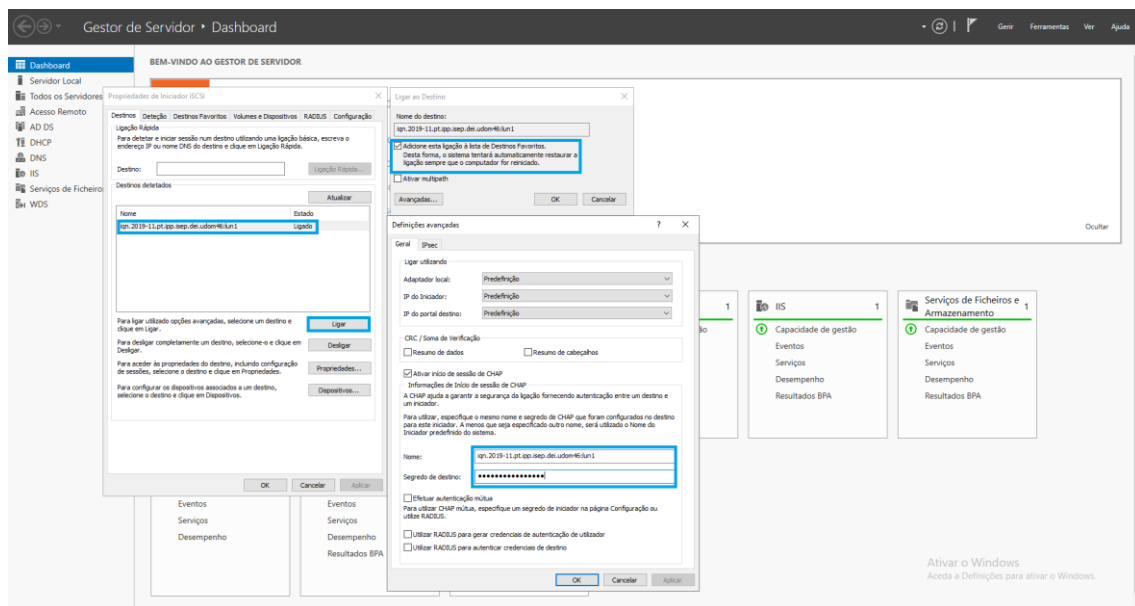 Gestor de Servidor • Dashboard
Gerir Ferramentas Ver Ajuda
Dashboard
Servidor Local
Todos os Servidores
Acesso Remoto
AD DS
DHCP
DNS
IIS
Serviços de Ficheiro
WDS
BEM-VINDO AO GESTOR DE SERVIDOR
Propriedades de Iniciador iSCSI
Destinos Deteção Destinos Favoritos Volumes e Dispositivos RADIUS Configuração
Ligação Rápida
Para detetar e iniciar sessão num destino utilizando uma ligação básica, escreva o
endereço IP ou nome DNS do destino e clique em Ligação Rápida.
Destino:
Ligação Rápida...
Destinos detetados
Atualizar
Nome Estado
iqn.2019-11.pt.ipp.isep.dei.udom46:lun1 Ligado
Para ligar utilizado opções avançadas, selecione um destino e
clique em Ligar.
Ligar
Para desligar completamente um destino, selecione-o e clique em
Desligar.
Desligar
Para aceder às propriedades do destino, incluindo configuração
de sessões, selecione o destino e clique em Propriedades.
Propriedades...
Para configurar os dispositivos associados a um destino,
selecione o destino e clique em Dispositivos.
Dispositivos...
OK Cancelar Aplicar
Ligar ao Destino
Nome do destino:
iqn.2019-11.pt.ipp.isep.dei.udom46:lun1
Adicione esta ligação à lista de Destinos Favoritos.
Desta forma, o sistema tentará automaticamente restaurar a
ligação sempre que o computador for reiniciado.
Ativar multipath
Avançadas... OK Cancelar
Definições avançadas ?
Geral IPsec
Ligar utilizando
Adaptador local: Predefinição
IP do Iniciador: Predefinição
IP do portal destino: Predefinição
CRC / Soma de Verificação
Resumo de dados Resumo de cabeçalhos
Ativar início de sessão de CHAP
Informações de Início de sessão de CHAP
A CHAP ajuda a garantir a segurança da ligação fornecendo autenticação entre um destino e
um iniciador.
Para utilizar, especifique o mesmo nome e segredo de CHAP que foram configurados no destino
para este iniciador. A menos que seja especificado outro nome, será utilizado o Nome do
Iniciador predefinido do sistema.
Nome: iqn.2019-11.pt.ipp.isep.dei.udom46:lun1
Segredo de destino:
Efetuar autenticação mútua
Para utilizar CHAP mútua, especifique um segredo de iniciador na página Configuração ou
utilize RADIUS.
Utilizar RADIUS para gerar credenciais de autenticação de utilizador
Utilizar RADIUS para autenticar credenciais de destino
OK Cancelar Aplicar
Ocultar
1
IIS 1
Capacidade de gestão
Eventos
Serviços
Desempenho
Resultados BPA
Serviços de Ficheiros e
Armazenamento 1
Capacidade de gestão
Eventos
Serviços
Desempenho
Resultados BPA
Eventos
Serviços
Desempenho
Eventos
Serviços
Desempenho
Resultados BPA
Ativar o Windows
Aceda a Definições para ativar o Windows.